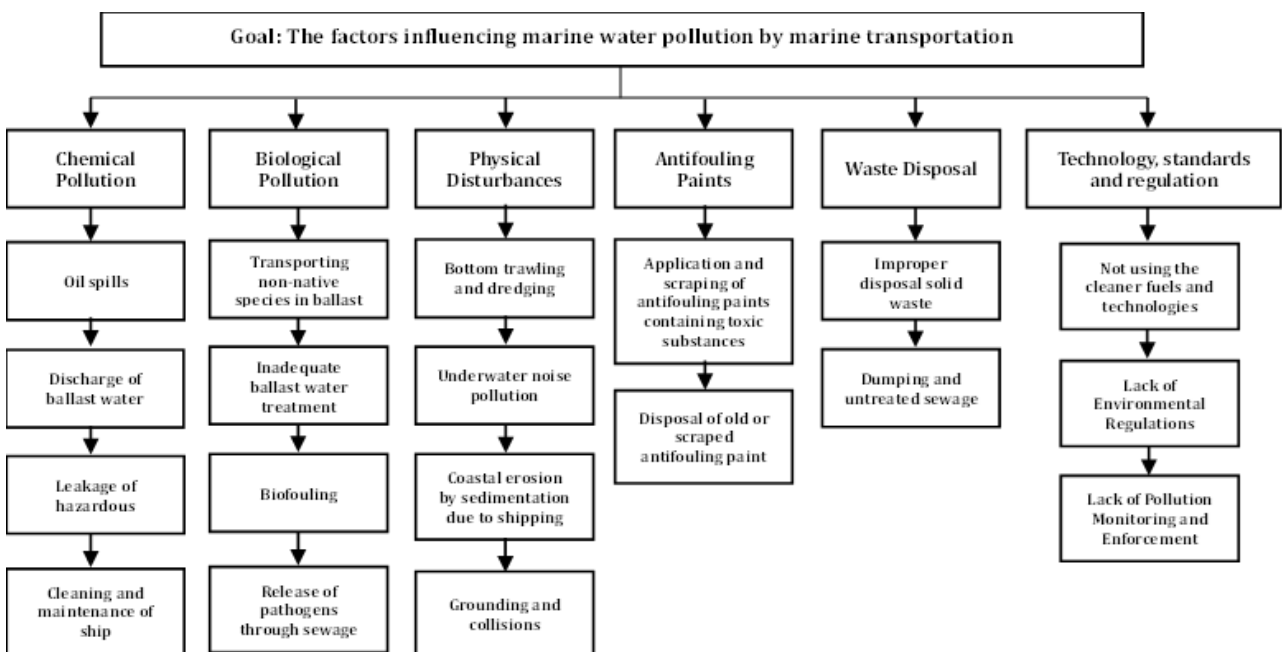 Goal: The factors influencing marine water pollution by marine transportation
Chemical
Pollution
Biological
Pollution
Physical
Disturbances
Antifouling
Paints
Waste Disposal
Technology, standards
and regulation
Oil spills
Discharge of
ballast water
Leakage of
hazardous
Cleaning and
maintenance of
ship
Transporting
non-native
species in ballast
Inadequate
ballast water
treatment
Biofouling
Release of
pathogens
through sewage
Bottom trawling
and dredging
Underwater noise
pollution
Coastal erosion
by sedimentation
due to shipping
Grounding and
collisions
Application and
scraping of
antifouling paints
containing toxic
substances
Disposal of old or
scraped
antifouling paint
Improper
disposal solid
waste
Dumping and
untreated sewage
Not using the
cleaner fuels and
technologies
Lack of
Environmental
Regulations
Lack of Pollution
Monitoring and
Enforcement